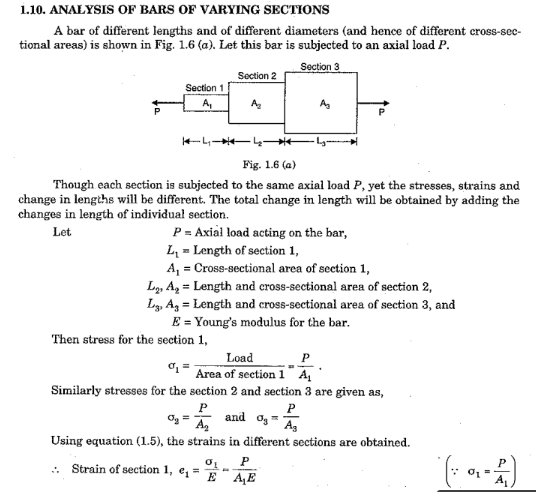 1.10. ANALYSIS OF BARS OF VARYING SECTIONS
A bar of different lengths and of different diameters (and hence of different cross-sec-
tional areas) is shown in Fig. 1.6 (a). Let this bar is subjected to an axial load P.
Section 1 Section 2 Section 3
P A₁ A₂ A₃ P
L₁ L₂ L₃
Fig. 1.6 (a)
Though each section is subjected to the same axial load P, yet the stresses, strains and
change in lengths will be different. The total change in length will be obtained by adding the
changes in length of individual section.
Let P = Axial load acting on the bar,
L₁ = Length of section 1,
A₁ = Cross-sectional area of section 1,
L₂, A₂ = Length and cross-sectional area of section 2,
L₃, A₃ = Length and cross-sectional area of section 3, and
E = Young's modulus for the bar.
Then stress for the section 1,
σ₁ = Load / Area of section 1 = P / A₁ .
Similarly stresses for the section 2 and section 3 are given as,
σ₂ = P / A₂ and σ₃ = P / A₃
Using equation (1.5), the strains in different sections are obtained.
∴ Strain of section 1, e₁ = σ₁ / E = P / A₁E (∵ σ₁ = P / A₁)